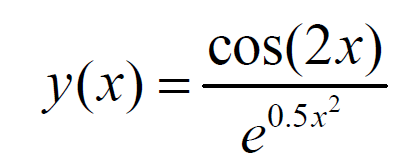 y(x) = cos(2x) / e^{0.5x^2}